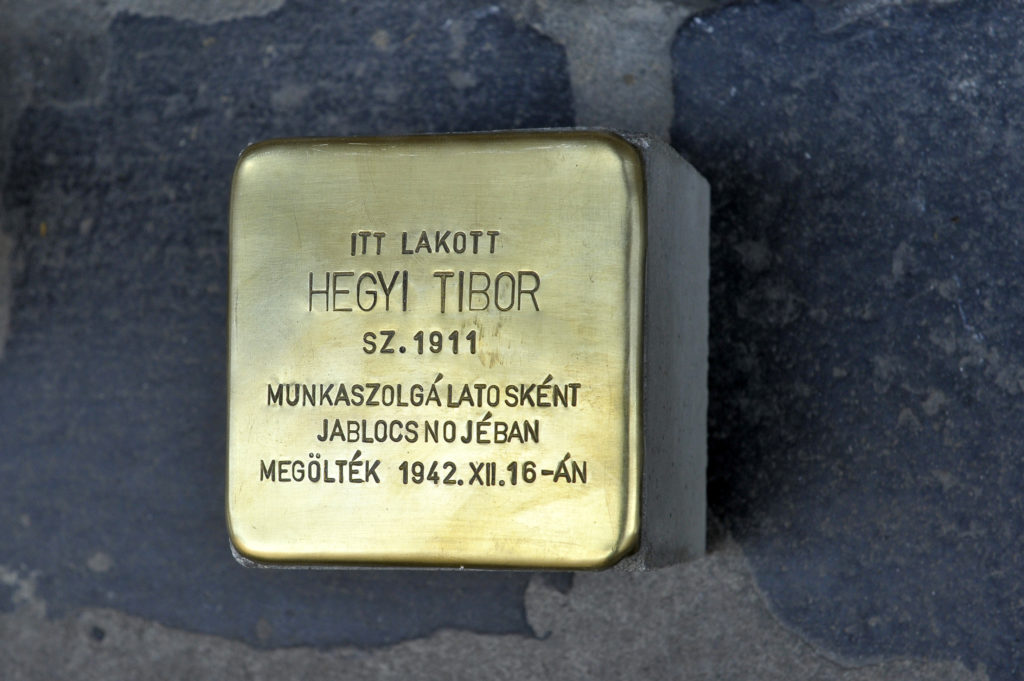 ITT LAKOTT
HEGYI TIBOR
SZ.1911
MUNKASZOLGÁLATOSKÉNT
JABLOCSNOJÉBAN
MEGÖLTÉK 1942.XII.16-ÁN